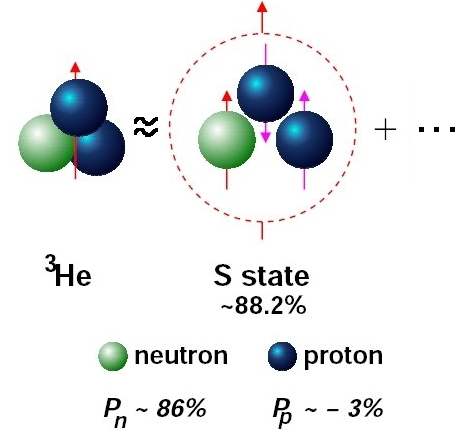 ≈ + ...
³He S state
~88.2%
neutron proton
Pₙ ~ 86% Pₚ ~ – 3%